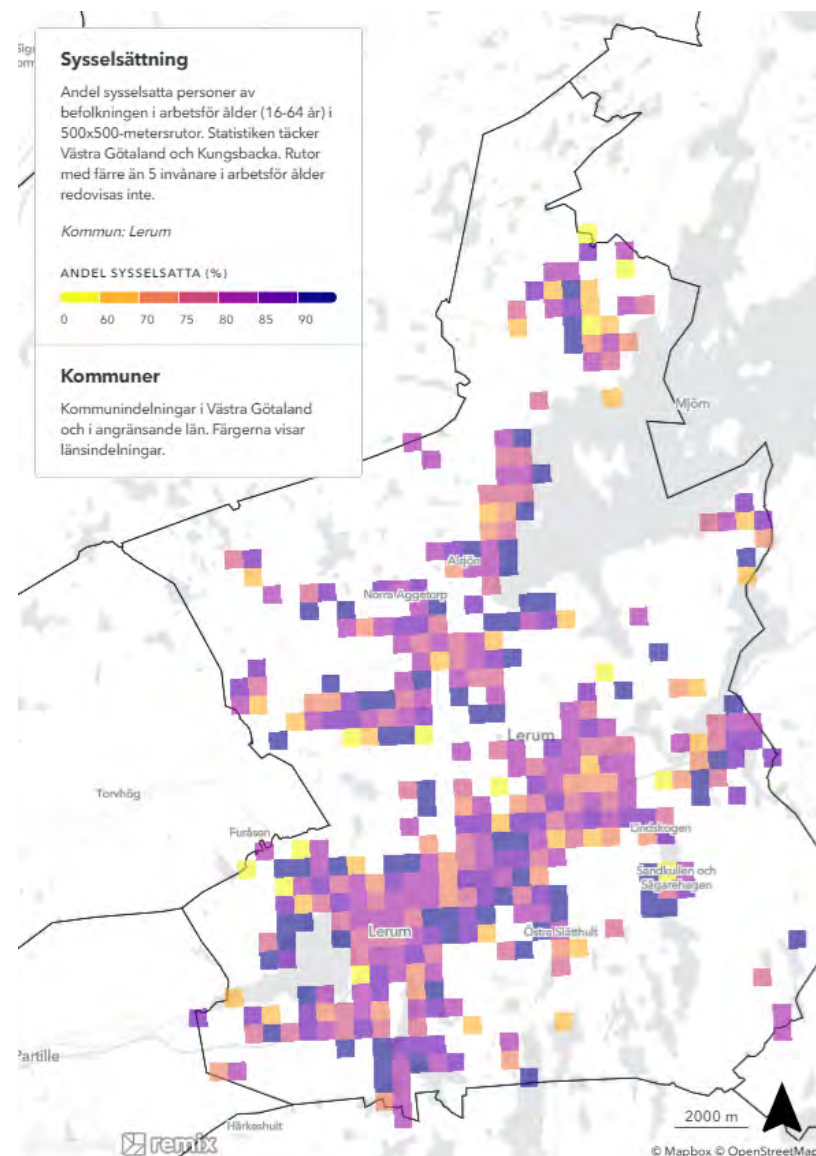 Sysselsättning
Andel sysselsatta personer av
befolkningen i arbetsför ålder (16-64 år) i
500x500-metersrutor. Statistiken täcker
Västra Götaland och Kungsbacka. Rutor
med färre än 5 invånare i arbetsför ålder
redovisas inte.
Kommun: Lerum
ANDEL SYSSELSATTA (%)
0 60 70 75 80 85 90
Kommuner
Kommunindelningar i Västra Götaland
och i angränsande län. Färgerna visar
länsindelningar.
Mjörn
Alsjön
Norra Aggetorp
Lerum
Torvhög
Furåsen
Lindskogen
Sandkullen och
Sågarehagen
Lerum
Östra Slätthult
Partille
2000 m
Härkeshult
remix
© Mapbox © OpenStreetMap